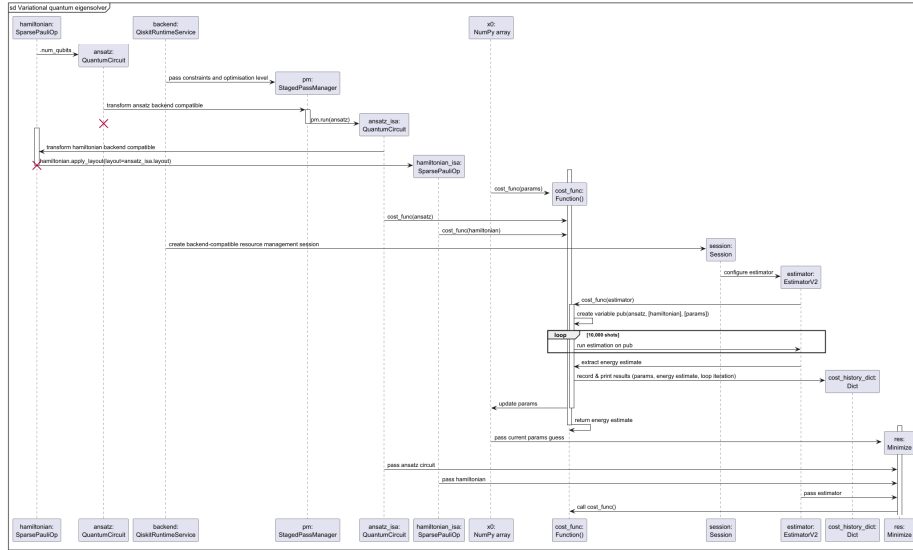 sd Variational quantum eigensolver
hamiltonian:
SparsePauliOp
backend:
QiskitRuntimeService
x0:
NumPy array
.num_qubits
ansatz:
QuantumCircuit
pass constraints and optimisation level
pm:
StagedPassManager
transform ansatz backend compatible
pm.run(ansatz)
ansatz_isa:
QuantumCircuit
transform hamiltonian backend compatible
hamiltonian.apply_layout(layout=ansatz_isa.layout)
hamiltonian_isa:
SparsePauliOp
cost_func(params)
cost_func:
Function()
cost_func(ansatz)
cost_func(hamiltonian)
create backend-compatible resource management session
session:
Session
configure estimator
estimator:
EstimatorV2
cost_func(estimator)
create variable pub(ansatz, [hamiltonian], [params])
loop [10,000 shots]
run estimation on pub
extract energy estimate
record & print results (params, energy estimate, loop iteration)
cost_history_dict:
Dict
update params
return energy estimate
pass current params guess
res:
Minimize
pass ansatz circuit
pass hamiltonian
pass estimator
call cost_func()
hamiltonian:
SparsePauliOp
ansatz:
QuantumCircuit
backend:
QiskitRuntimeService
pm:
StagedPassManager
ansatz_isa:
QuantumCircuit
hamiltonian_isa:
SparsePauliOp
x0:
NumPy array
cost_func:
Function()
session:
Session
estimator:
EstimatorV2
cost_history_dict:
Dict
res:
Minimize